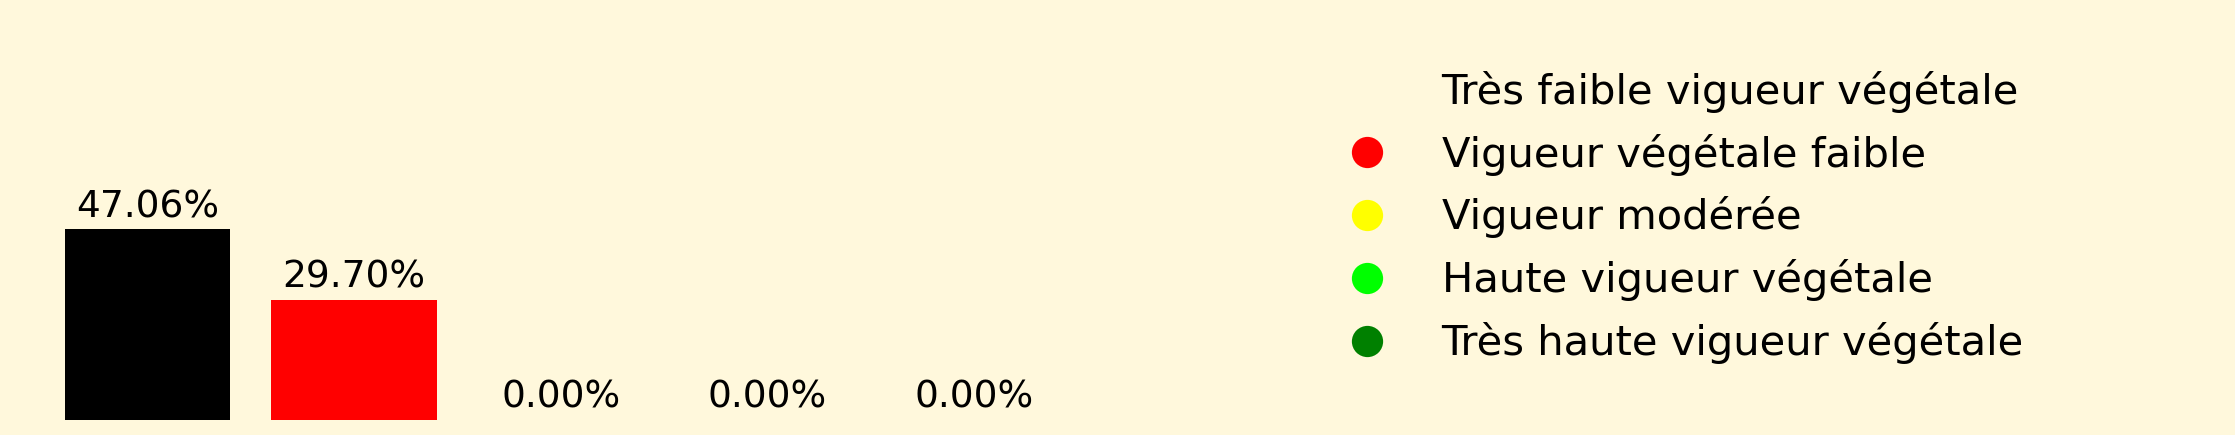 47.06%
29.70%
0.00%
0.00%
0.00%
Très faible vigueur végétale
Vigueur végétale faible
Vigueur modérée
Haute vigueur végétale
Très haute vigueur végétale